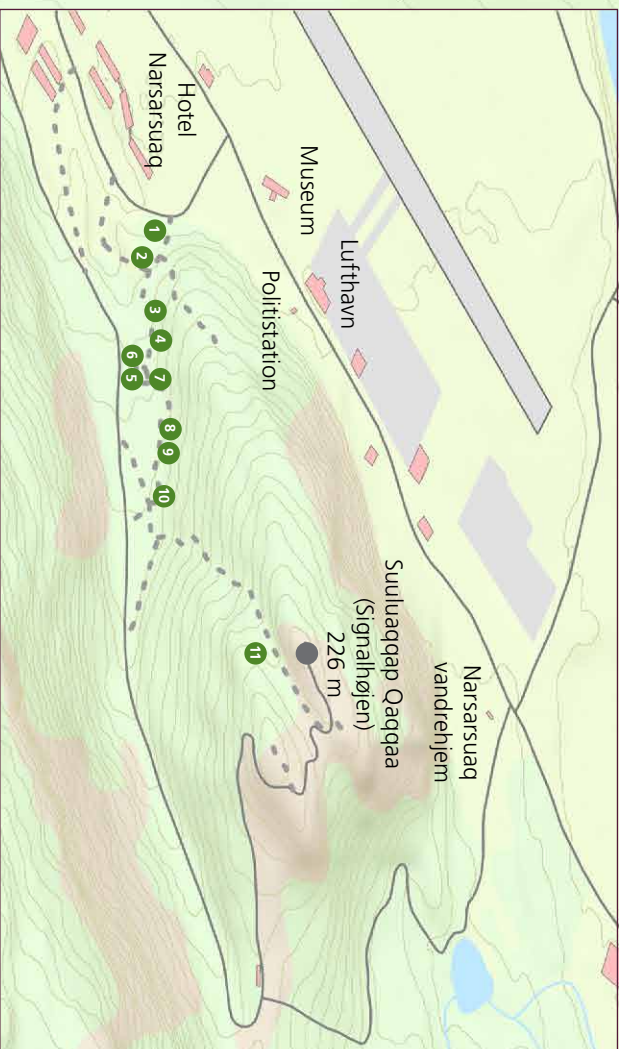 Hotel
Narsarsuaq
Museum
Lufthavn
Politistation
Suuluaqqap Qaqqaa
(Signalhøjen)
226 m
Narsarsuaq
vandrehjem
1
2
3
4
6
5
7
8
9
10
11